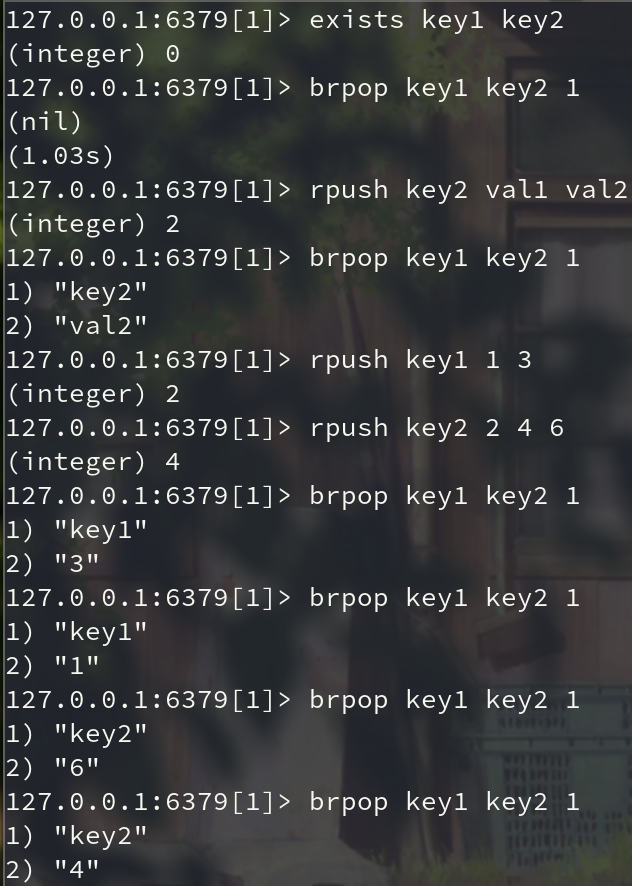 127.0.0.1:6379[1]> exists key1 key2
(integer) 0
127.0.0.1:6379[1]> brpop key1 key2 1
(nil)
(1.03s)
127.0.0.1:6379[1]> rpush key2 val1 val2
(integer) 2
127.0.0.1:6379[1]> brpop key1 key2 1
1) "key2"
2) "val2"
127.0.0.1:6379[1]> rpush key1 1 3
(integer) 2
127.0.0.1:6379[1]> rpush key2 2 4 6
(integer) 4
127.0.0.1:6379[1]> brpop key1 key2 1
1) "key1"
2) "3"
127.0.0.1:6379[1]> brpop key1 key2 1
1) "key1"
2) "1"
127.0.0.1:6379[1]> brpop key1 key2 1
1) "key2"
2) "6"
127.0.0.1:6379[1]> brpop key1 key2 1
1) "key2"
2) "4"